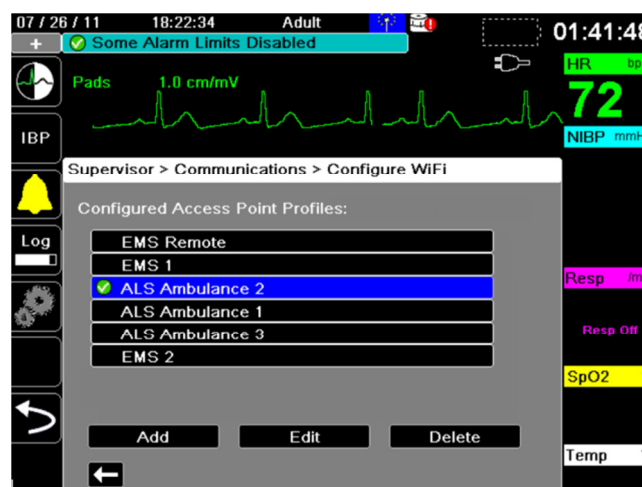 07 / 26 / 11 18:22:34 Adult
01:41:48
+ Some Alarm Limits Disabled
HR bp
Pads 1.0 cm/mV
72
IBP
NIBP mmH
Supervisor > Communications > Configure WiFi
Configured Access Point Profiles:
Log
EMS Remote
EMS 1
ALS Ambulance 2
Resp /m
ALS Ambulance 1
ALS Ambulance 3
Resp Off
EMS 2
SpO2
Add Edit Delete
Temp